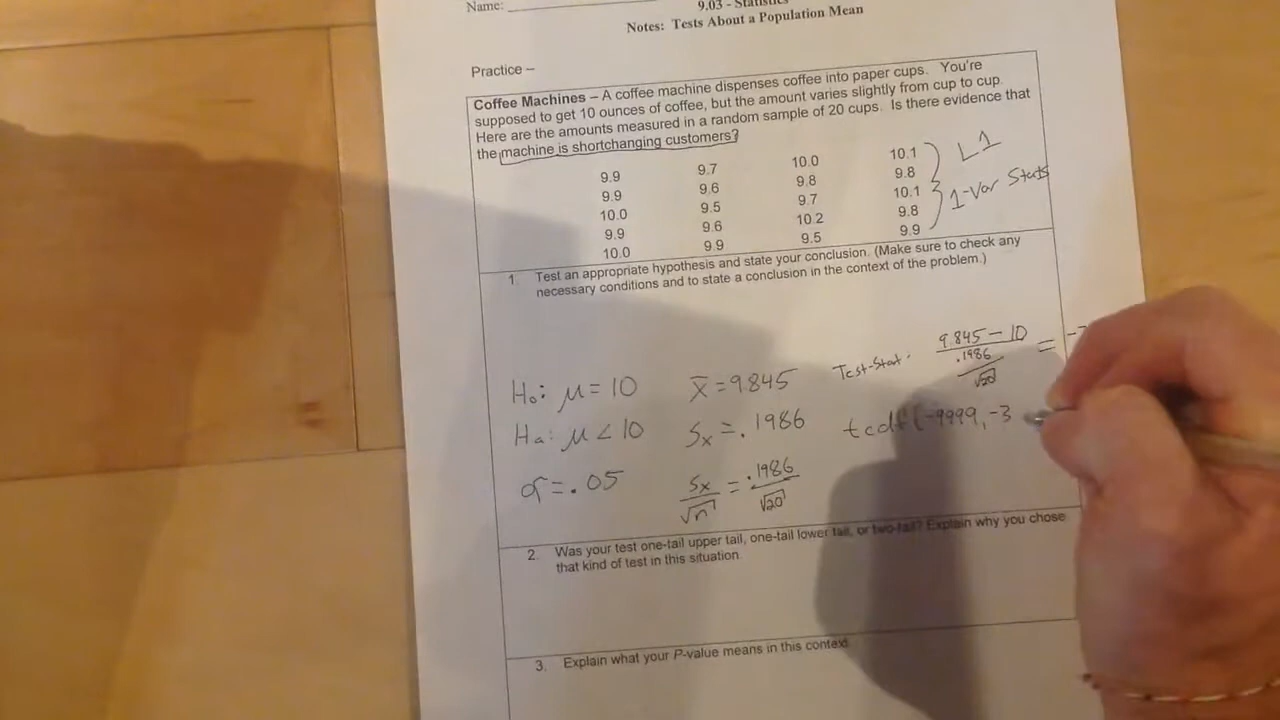 Name:
9.03 - Statistics
Notes: Tests About a Population Mean
Practice –
Coffee Machines – A coffee machine dispenses coffee into paper cups. You're
supposed to get 10 ounces of coffee, but the amount varies slightly from cup to cup.
Here are the amounts measured in a random sample of 20 cups. Is there evidence that
the machine is shortchanging customers?
9.9 9.7 10.0 10.1
9.9 9.6 9.8 9.8
10.0 9.5 9.7 10.1
9.9 9.6 10.2 9.8
10.0 9.9 9.5 9.9
L1
1-Var Stats
1. Test an appropriate hypothesis and state your conclusion. (Make sure to check any
necessary conditions and to state a conclusion in the context of the problem.)
H₀: μ = 10
Hₐ: μ < 10
α = .05
x̄ = 9.845
Sx = .1986
Sx/√n = .1986/√20
Test-Stat: (9.845 – 10)/(.1986/√20) =
tcdf(-9999, -3
2. Was your test one-tail upper tail, one-tail lower tail, or two-tail? Explain why you chose
that kind of test in this situation.
3. Explain what your P-value means in this context.